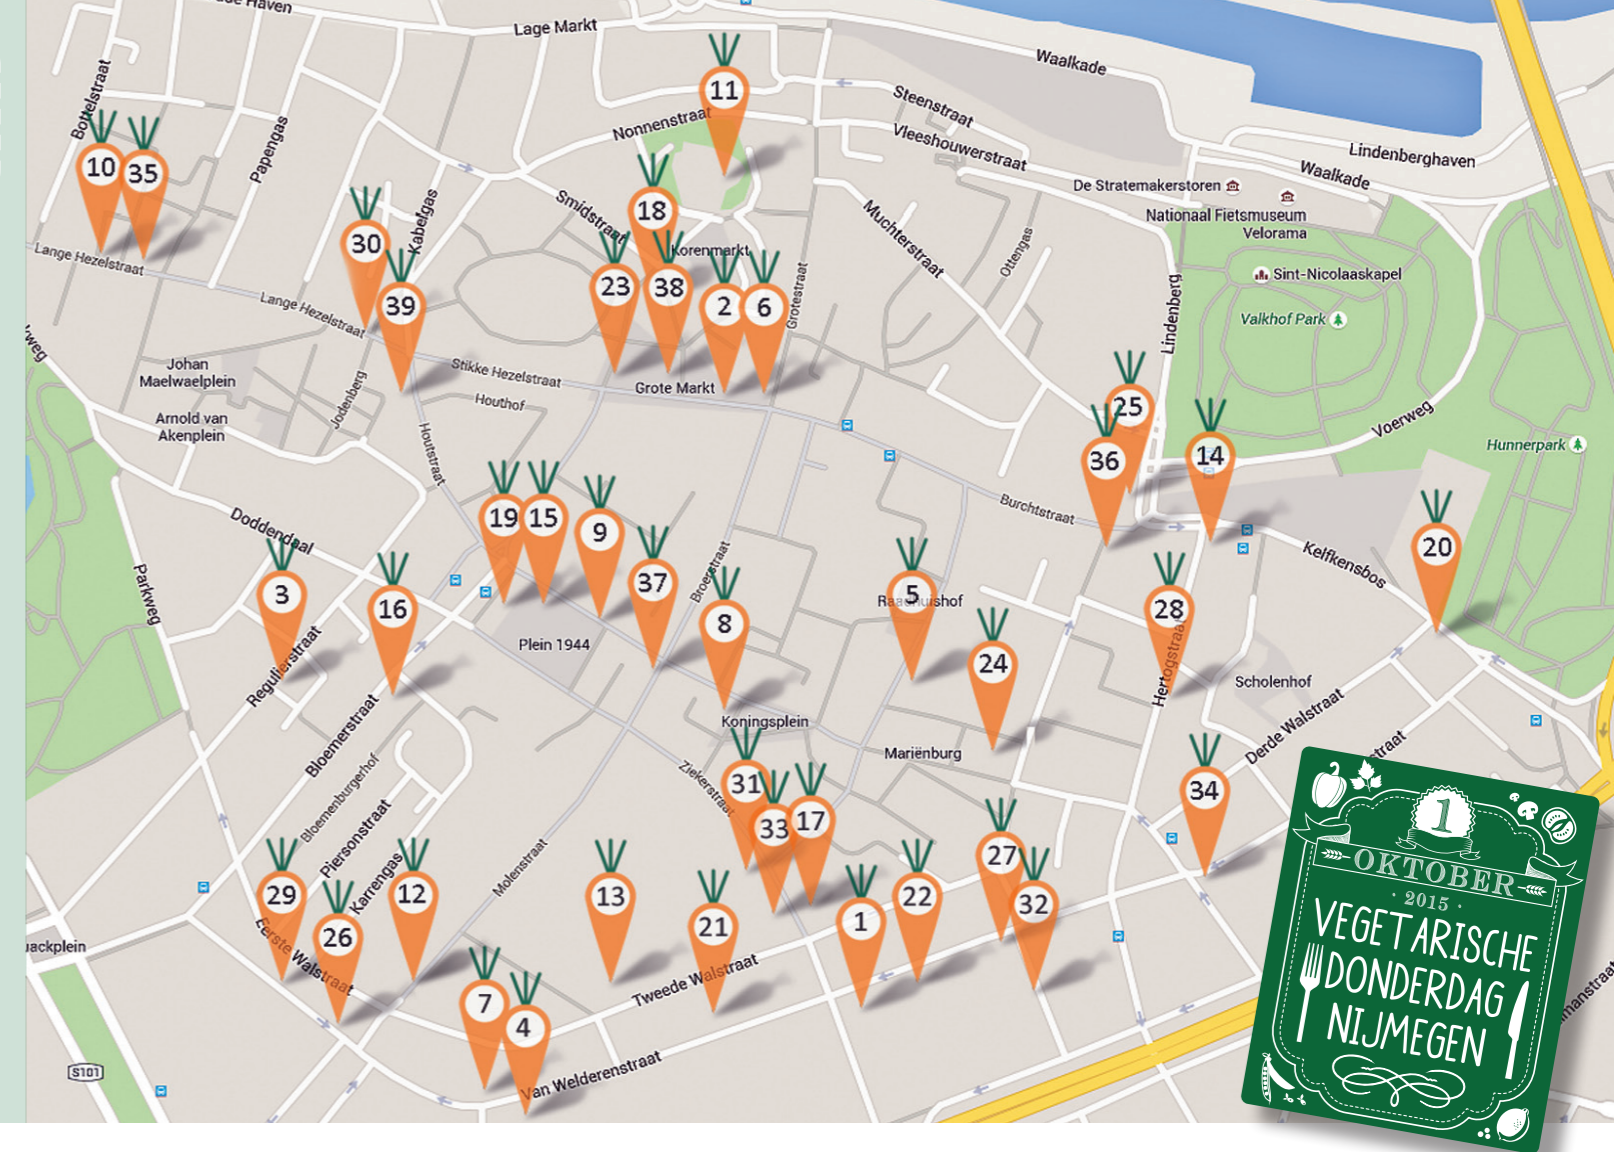 Haven
Lage Markt
Waalkade
11
Steenstraat
Bottelstraat
Nonnenstraat
Vleeshouwerstraat
Papengas
Lindenberghaven
10
35
Waalkade
De Stratemakerstoren
Kabelgas
Smidstraat
18
Muchterstraat
Nationaal Fietsmuseum
Velorama
30
Korenmarkt
Ottengas
Lange Hezelstraat
Sint-Nicolaaskapel
23
38
2
6
Grotestraat
39
Lange Hezelstraat
Lindenberg
Valkhof Park
Johan
Maelwaelplein
Stikke Hezelstraat
Grote Markt
Jodenberg
Houthof
25
Arnold van
Akenplein
Voerweg
Hunnerpark
Houtstraat
36
14
19
15
9
Burchtstraat
Doddendaal
20
Kelfkensbos
37
Broerstraat
Parkweg
3
16
5
Raadhuishof
28
8
Plein 1944
24
Regulierstraat
Hertogstraat
Scholenhof
Koningsplein
Bloemerstraat
Mariënburg
Derde Walstraat
straat
Ziekerstraat
31
34
Bloemenburgerhof
33
17
Piersonstraat
27
Molenstraat
29
12
13
Karrengas
22
32
1
21
26
Eerste Walstraat
Tweede Walstraat
7
4
Van Welderenstraat
S101
1
OKTOBER
· 2015 ·
VEGETARISCHE
DONDERDAG
NIJMEGEN